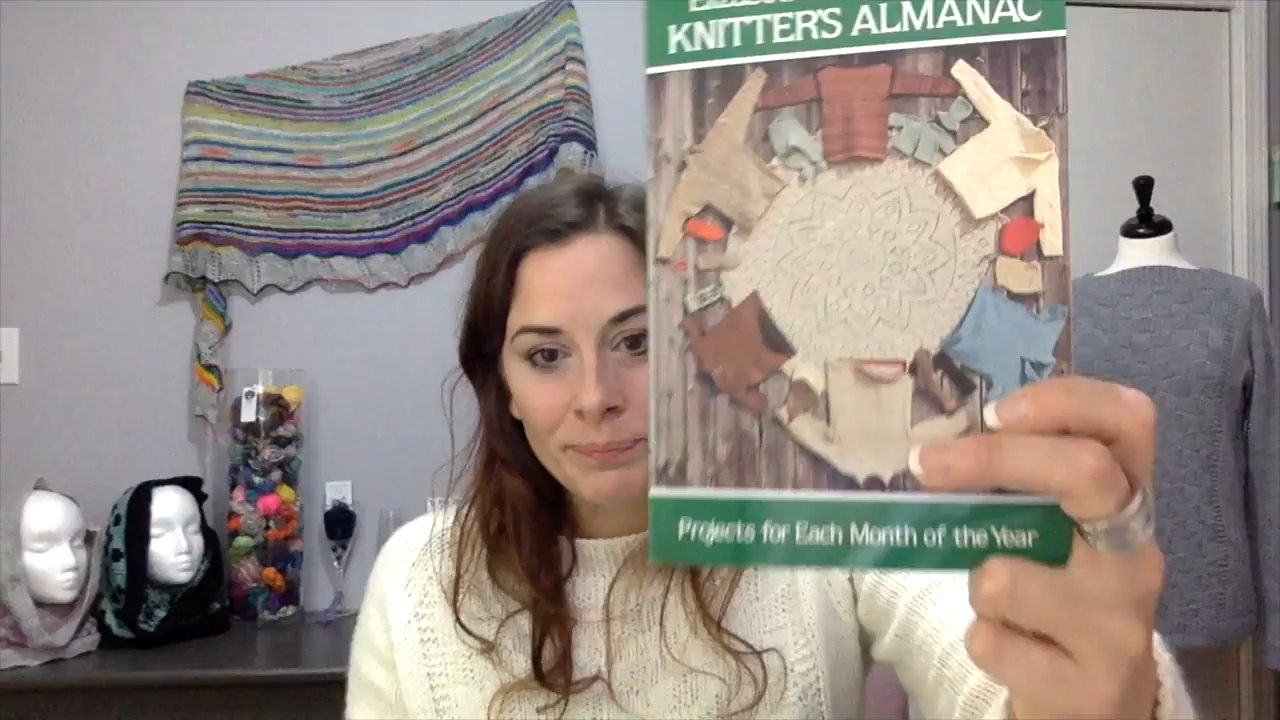 KNITTER'S ALMANAC
Projects for Each Month of the Year